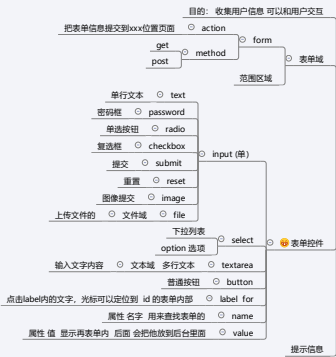 目的: 收集用户信息 可以和用户交互
把表单信息提交到xxx位置页面 action
form
get
method
post
表单域
范围区域
单行文本 text
密码框 password
单选按钮 radio
复选框 checkbox
input (单)
提交 submit
重置 reset
图像提交 image
上传文件的 文件域 file
下拉列表
select
option 选项
表单控件
输入文字内容 文本域 多行文本 textarea
普通按钮 button
点击label内的文字，光标可以定位到 id 的表单内部 label for
属性 名字 用来查找表单的 name
属性 值 显示再表单内 后面 会把他放到后台里面 value
提示信息